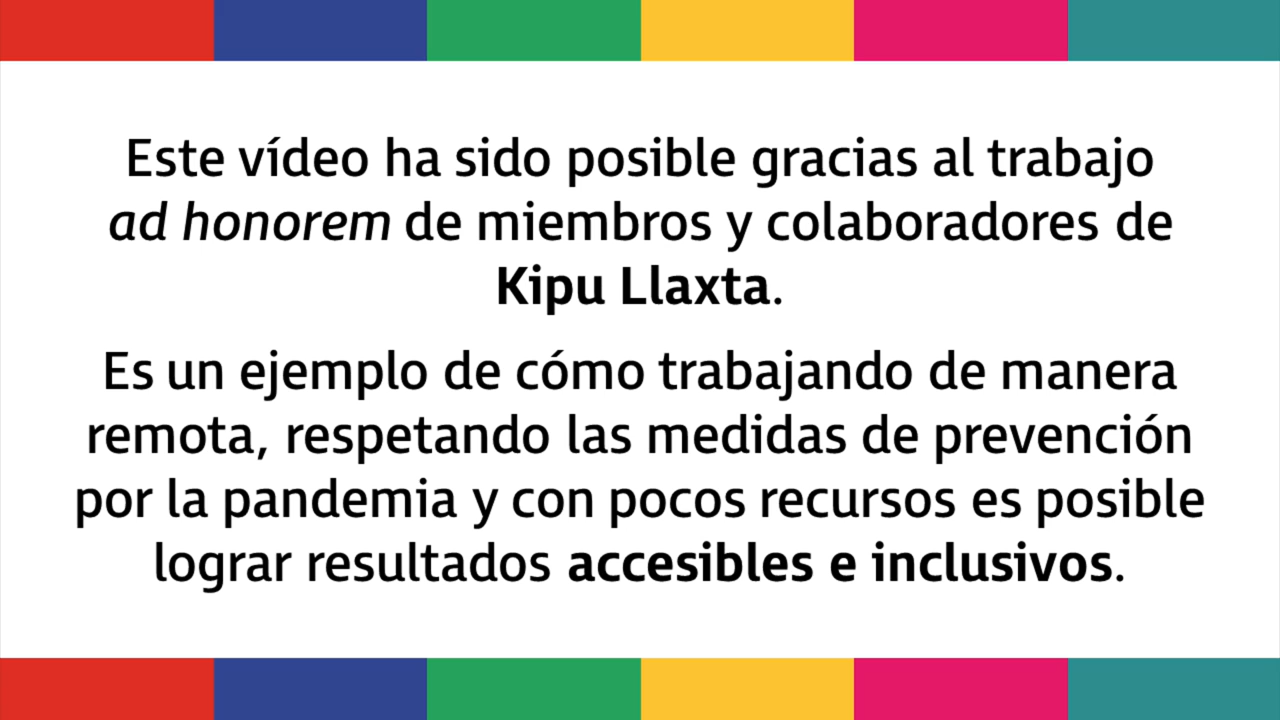 Este vídeo ha sido posible gracias al trabajo
ad honorem de miembros y colaboradores de
Kipu Llaxta.
Es un ejemplo de cómo trabajando de manera
remota, respetando las medidas de prevención
por la pandemia y con pocos recursos es posible
lograr resultados accesibles e inclusivos.